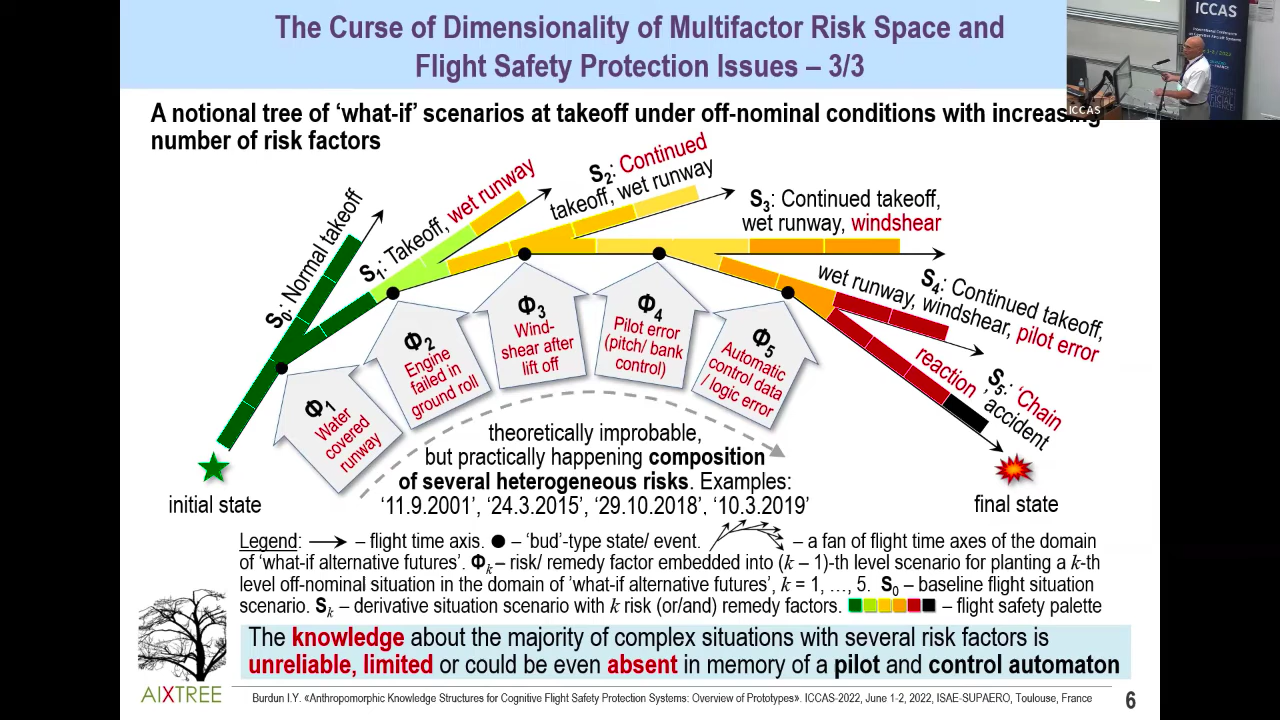 The Curse of Dimensionality of Multifactor Risk Space and
Flight Safety Protection Issues – 3/3
ICCAS
ICCAS
A notional tree of ‘what-if’ scenarios at takeoff under off-nominal conditions with increasing
number of risk factors
S0: Normal takeoff
S1: Takeoff, wet runway
S2: Continued
takeoff, wet runway
S3: Continued takeoff,
wet runway, windshear
S4: Continued takeoff,
wet runway, windshear, pilot error
S5: ‘Chain
reaction’
accident
Φ1
Water
covered
runway
Φ2
Engine
failed in
ground roll
Φ3
Wind-
shear after
lift off
Φ4
Pilot error
(pitch/ bank
control)
Φ5
Automatic
control data
/ logic error
theoretically improbable,
but practically happening composition
of several heterogeneous risks. Examples:
‘11.9.2001’, ‘24.3.2015’, ‘29.10.2018’, ‘10.3.2019’
initial state
final state
Legend: – flight time axis. – ‘bud’-type state/ event. – a fan of flight time axes of the domain
of ‘what-if alternative futures’. Φk – risk/ remedy factor embedded into (k – 1)-th level scenario for planting a k-th
level off-nominal situation in the domain of ‘what-if alternative futures’, k = 1, …, 5. S0 – baseline flight situation
scenario. Sk – derivative situation scenario with k risk (or/and) remedy factors. – flight safety palette
The knowledge about the majority of complex situations with several risk factors is
unreliable, limited or could be even absent in memory of a pilot and control automaton
AIXTREE
Burdun I.Y. «Anthropomorphic Knowledge Structures for Cognitive Flight Safety Protection Systems: Overview of Prototypes». ICCAS-2022, June 1-2, 2022, ISAE-SUPAERO, Toulouse, France
6